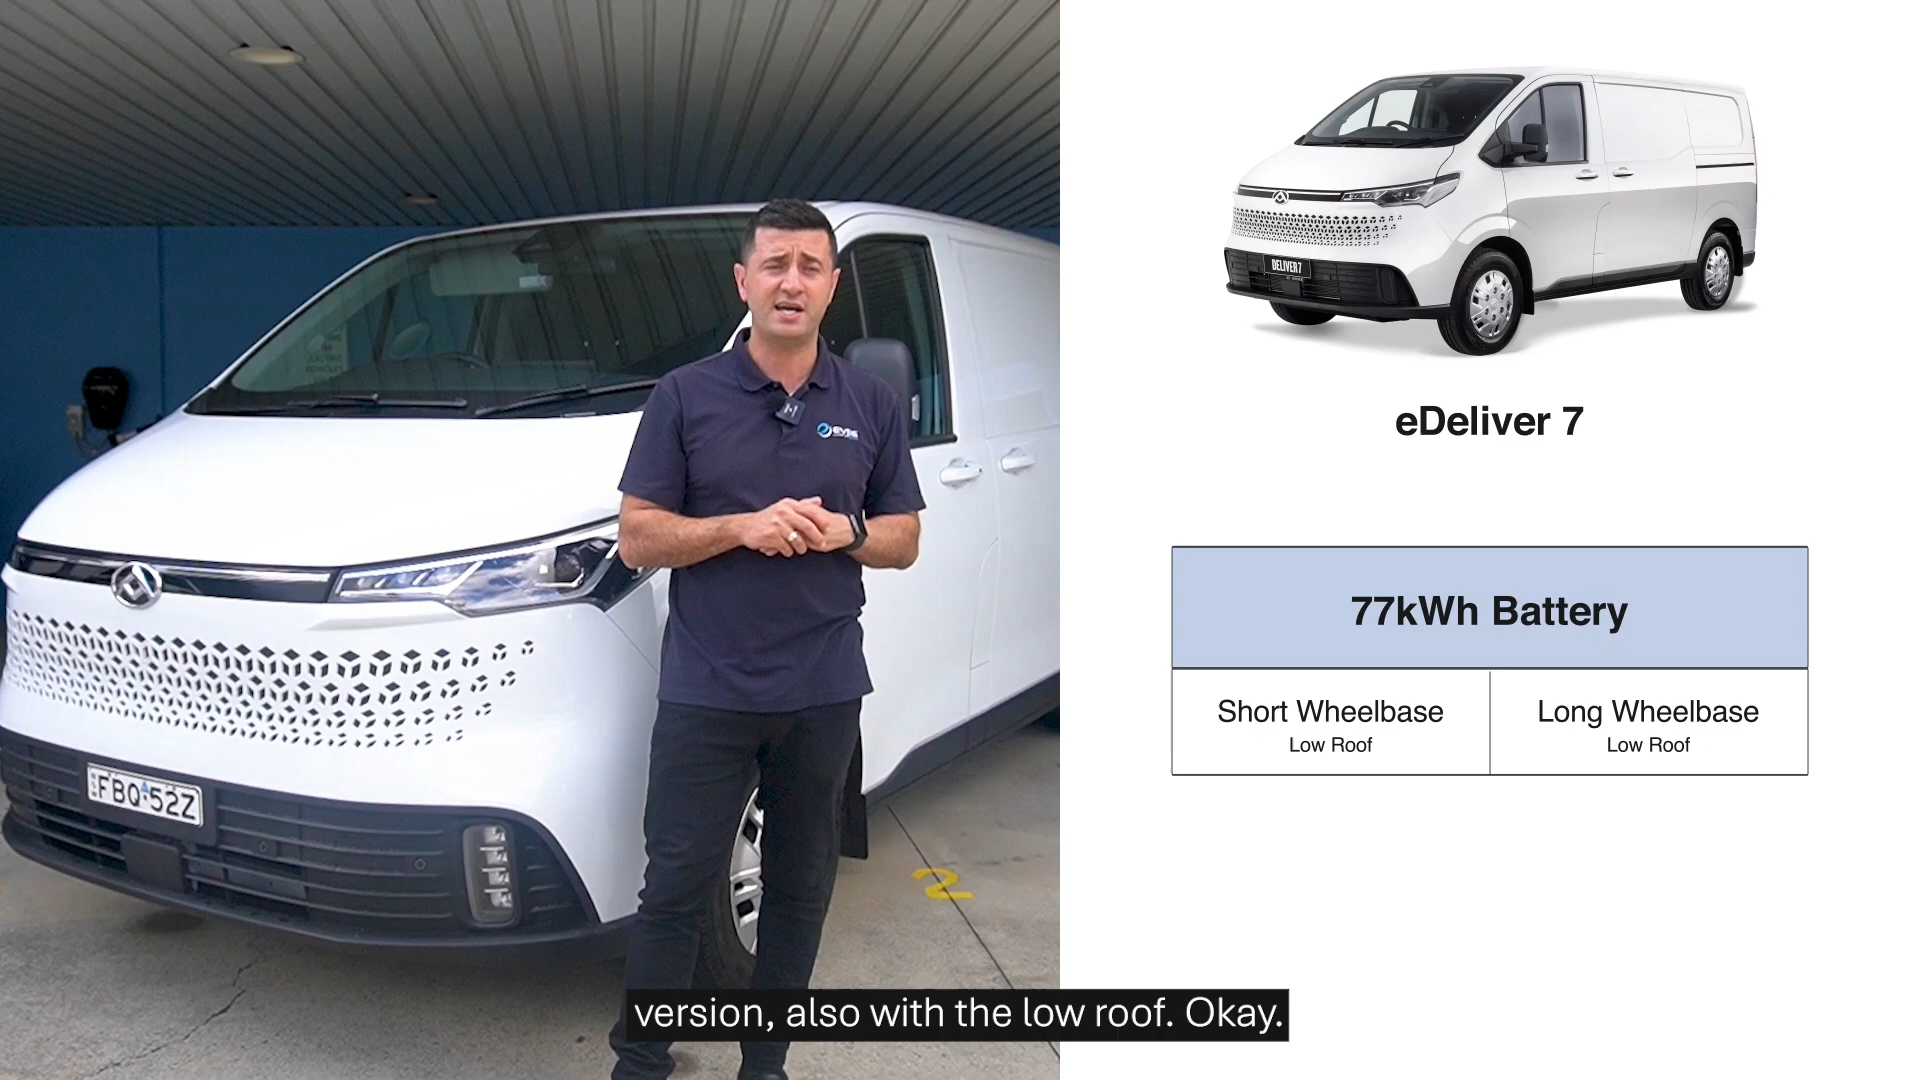 FBQ·52Z
2
DELIVER 7
eDeliver 7
77kWh Battery
Short Wheelbase
Low Roof
Long Wheelbase
Low Roof
version, also with the low roof. Okay.